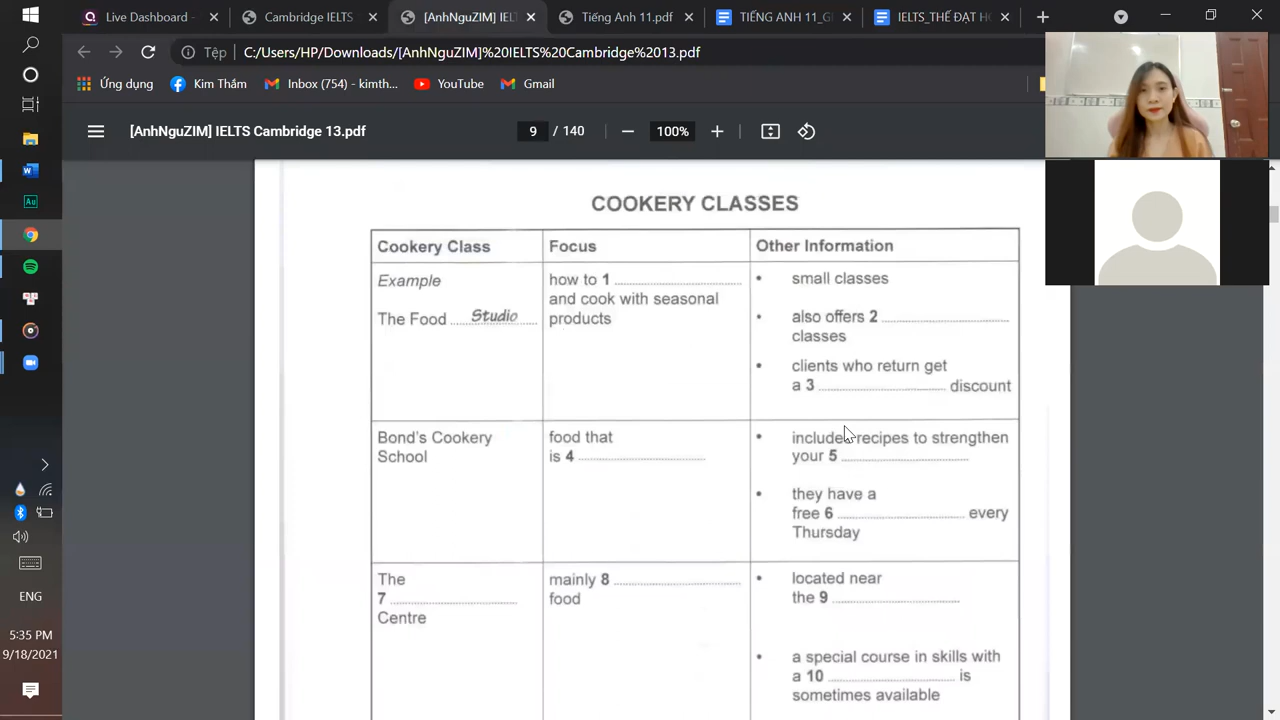 Live Dashboard -
Cambridge IELTS
[AnhNguZIM] IEL
Tiếng Anh 11.pdf
TIẾNG ANH 11_GI
IELTS_THẾ ĐẠT HO
Tệp C:/Users/HP/Downloads/[AnhNguZIM]%20IELTS%20Cambridge%2013.pdf
Ứng dụng
Kim Thắm
Inbox (754) - kimth...
YouTube
Gmail
[AnhNguZIM] IELTS Cambridge 13.pdf
9 / 140
100%
COOKERY CLASSES
Cookery Class
Focus
Other Information
Example
The Food Studio
how to 1
and cook with seasonal
products
• small classes
• also offers 2
classes
• clients who return get
a 3 discount
Bond's Cookery
School
food that
is 4
• includes recipes to strengthen
your 5
• they have a
free 6 every
Thursday
The
7
Centre
mainly 8
food
• located near
the 9
• a special course in skills with
a 10 is
sometimes available
ENG
5:35 PM
9/18/2021